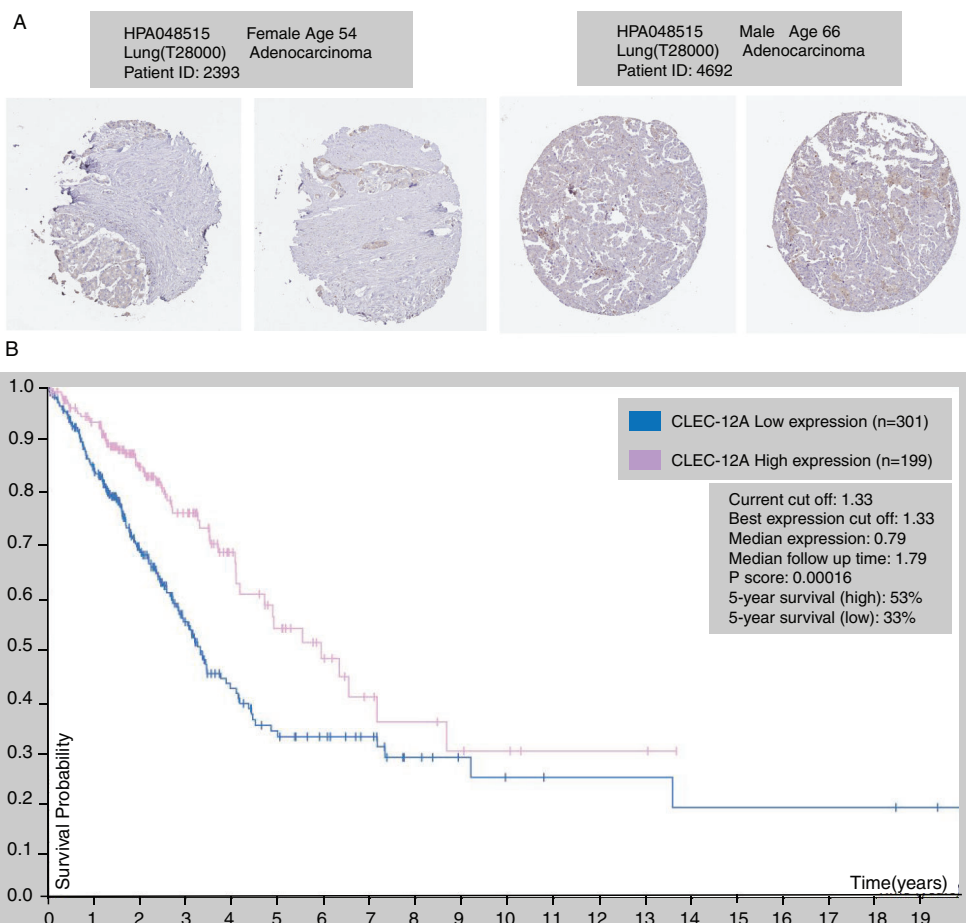 A
HPA048515 Female Age 54
Lung(T28000) Adenocarcinoma
Patient ID: 2393
HPA048515 Male Age 66
Lung(T28000) Adenocarcinoma
Patient ID: 4692
B
CLEC-12A Low expression (n=301)
CLEC-12A High expression (n=199)
Current cut off: 1.33
Best expression cut off: 1.33
Median expression: 0.79
Median follow up time: 1.79
P score: 0.00016
5-year survival (high): 53%
5-year survival (low): 33%
1.0
0.9
0.8
0.7
0.6
0.5
0.4
0.3
0.2
0.1
0.0
Survival Probability
Time(years)
0 1 2 3 4 5 6 7 8 9 10 11 12 13 14 15 16 17 18 19